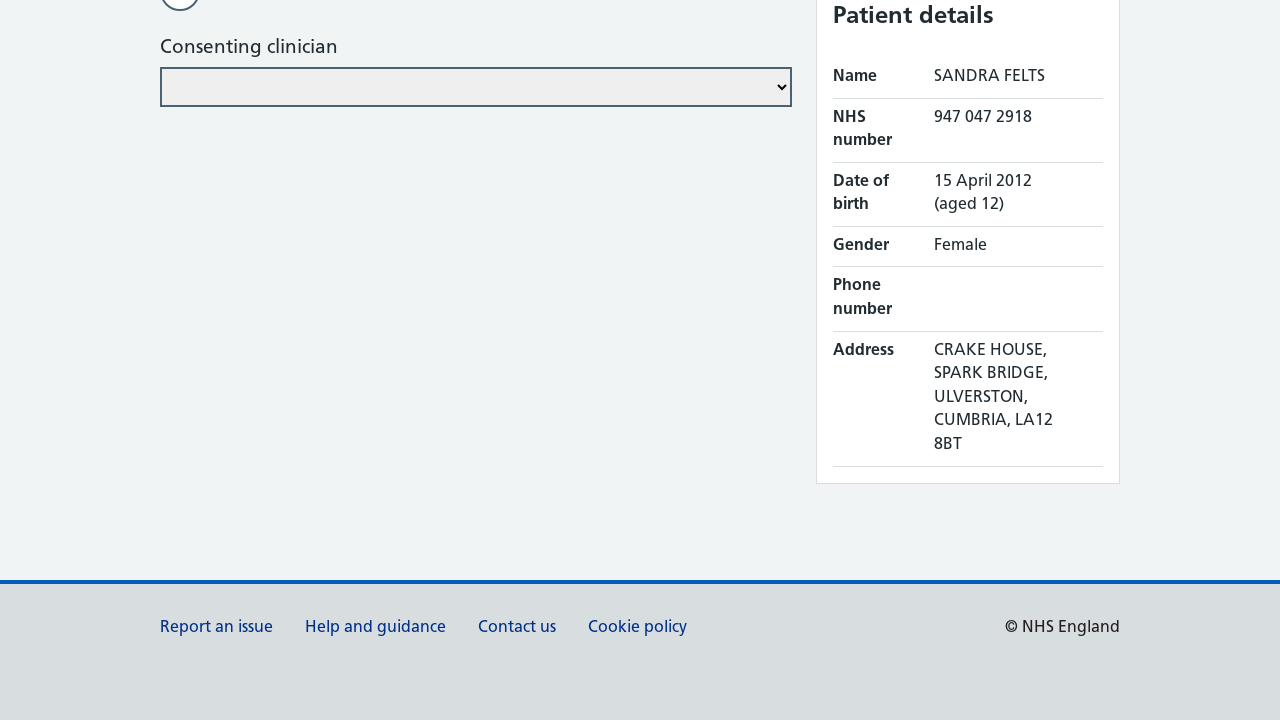 Consenting clinician
Patient details
Name SANDRA FELTS
NHS number 947 047 2918
Date of birth 15 April 2012 (aged 12)
Gender Female
Phone number
Address CRAKE HOUSE,
SPARK BRIDGE,
ULVERSTON,
CUMBRIA, LA12
8BT
Report an issue Help and guidance Contact us Cookie policy © NHS England